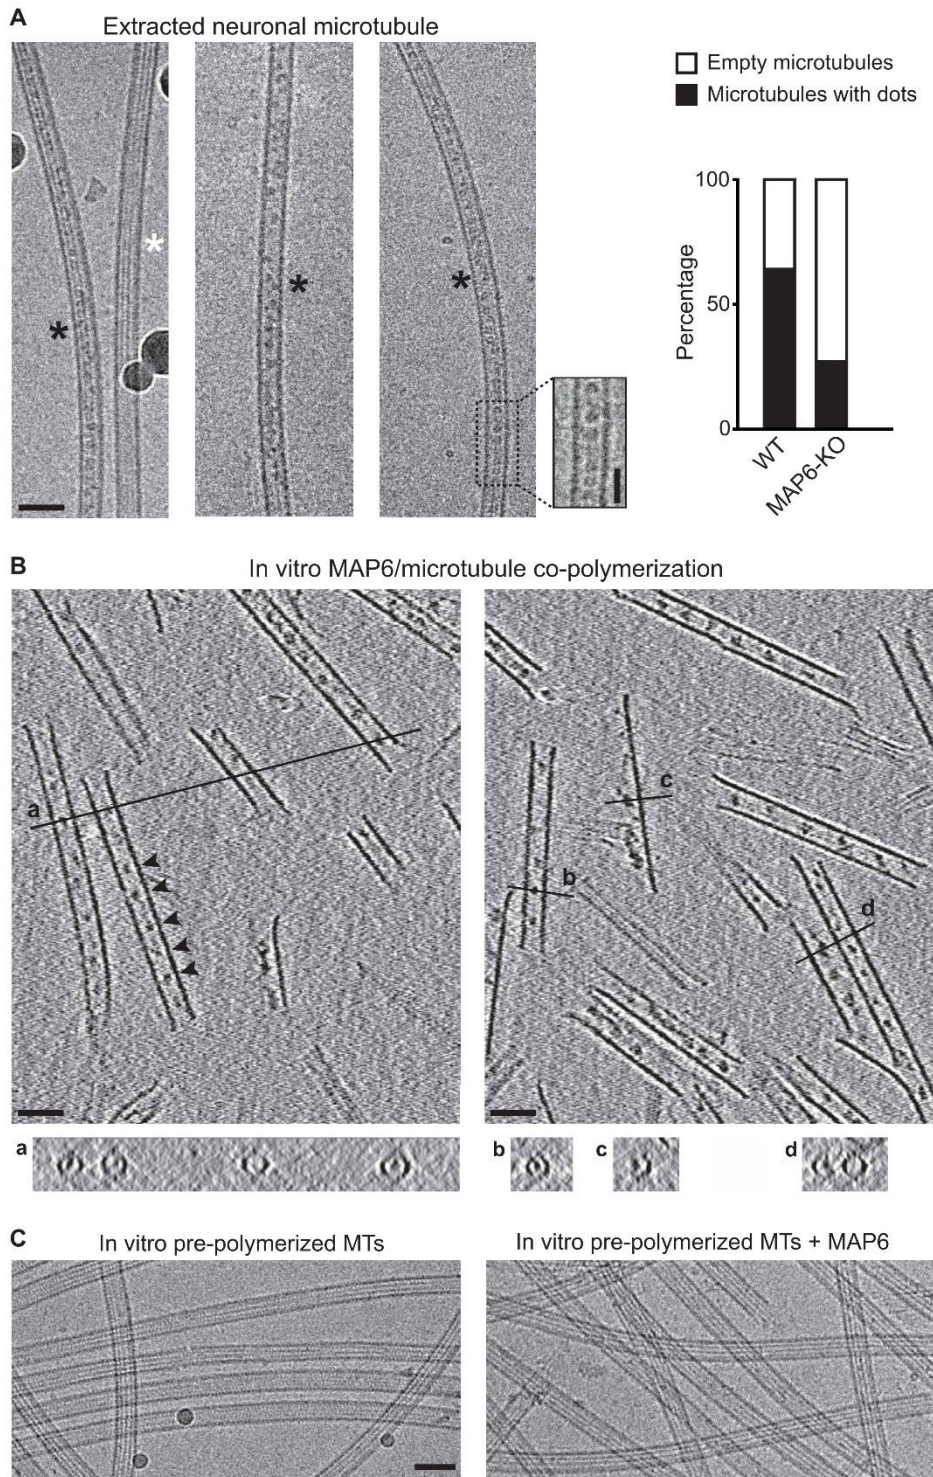 A
Extracted neuronal microtubule
Empty microtubules
Microtubules with dots
*
*
*
*
Percentage
100
50
0
WT
MAP6-KO
B
In vitro MAP6/microtubule co-polymerization
a
b
c
d
a
b
c
d
C
In vitro pre-polymerized MTs
In vitro pre-polymerized MTs + MAP6